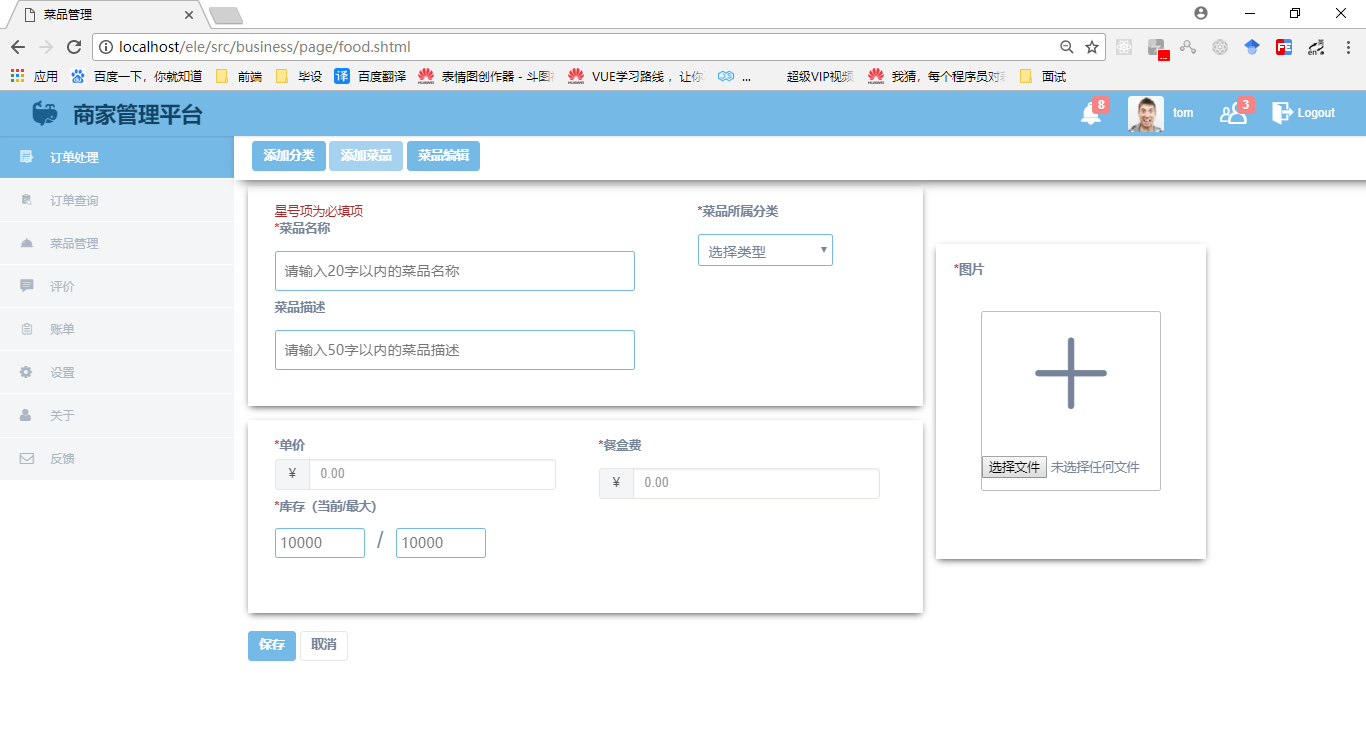 菜品管理
localhost/ele/src/business/page/food.shtml
应用 百度一下，你就知道 前端 毕设 译 百度翻译 表情图创作器 - 斗图 VUE学习路线，让你 ... 超级VIP视频 我猜，每个程序员对 面试
商家管理平台 8 tom 3 Logout
订单处理
订单查询
菜品管理
评价
账单
设置
关于
反馈
添加分类 添加菜品 菜品编辑
星号项为必填项
*菜品名称
请输入20字以内的菜品名称
菜品描述
请输入50字以内的菜品描述
*菜品所属分类
选择类型
*图片
选择文件 未选择任何文件
*单价
¥ 0.00
*餐盒费
¥ 0.00
*库存（当前/最大）
10000 / 10000
保存 取消